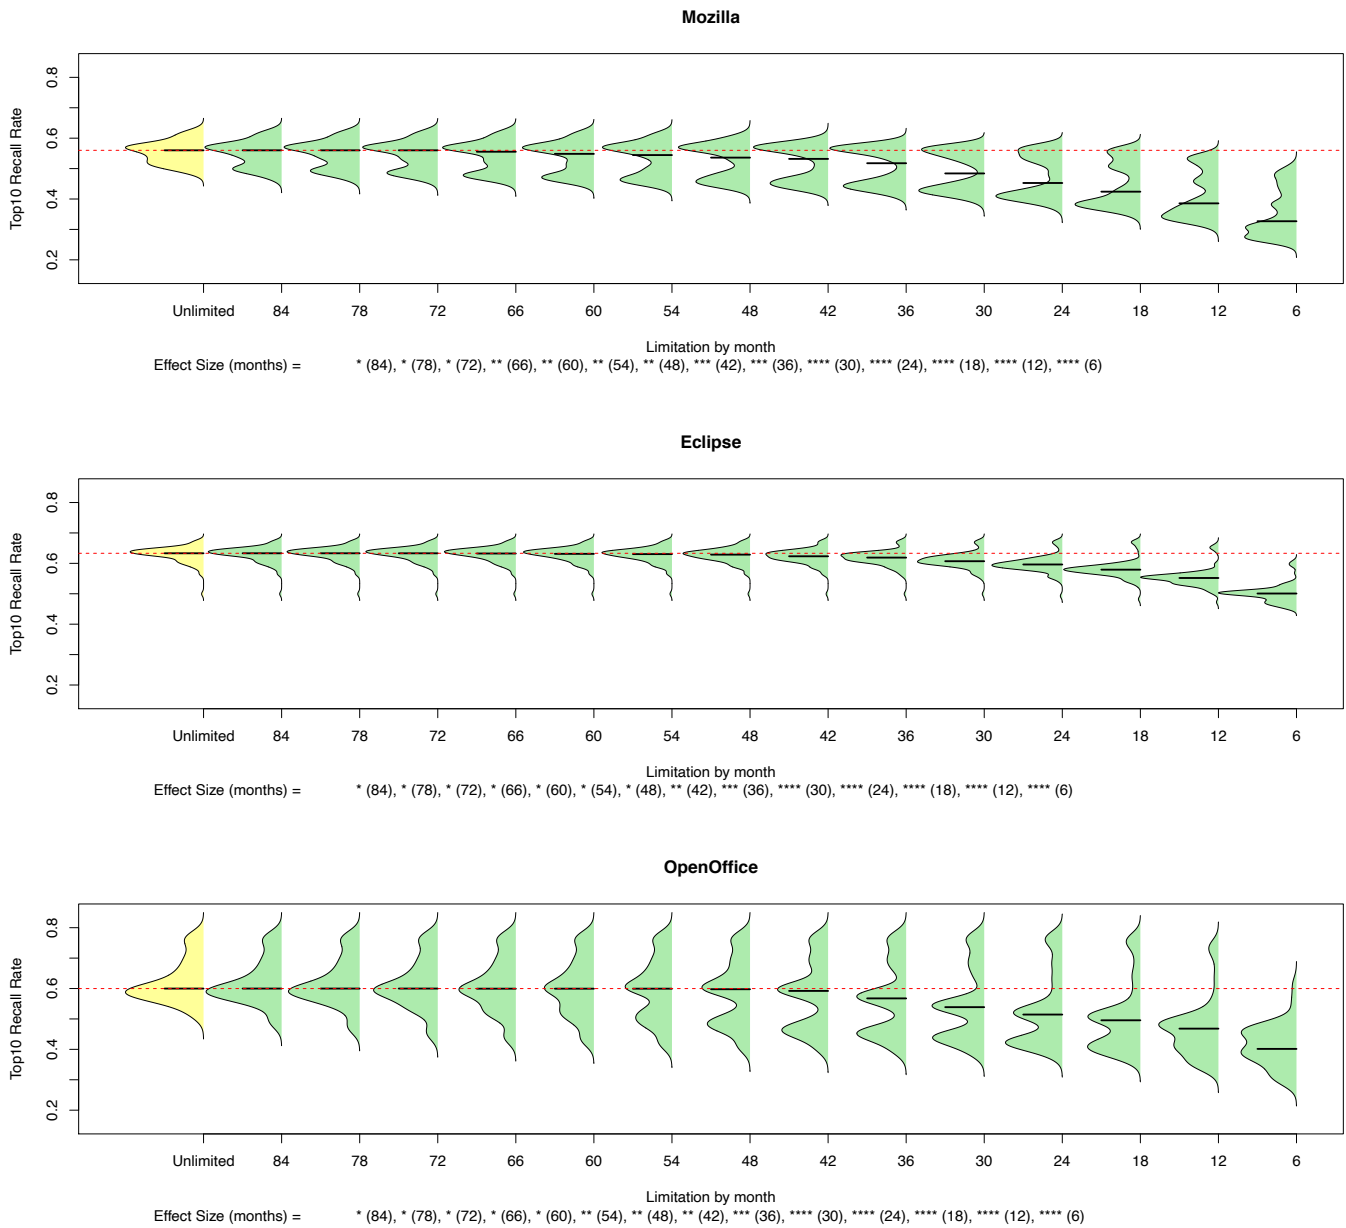 Mozilla
0.8
0.6
0.4
0.2
Top10 Recall Rate
Unlimited 84 78 72 66 60 54 48 42 36 30 24 18 12 6
Limitation by month
Effect Size (months) = * (84), * (78), * (72), ** (66), ** (60), ** (54), ** (48), *** (42), *** (36), **** (30), **** (24), **** (18), **** (12), **** (6)
Eclipse
0.8
0.6
0.4
0.2
Top10 Recall Rate
Unlimited 84 78 72 66 60 54 48 42 36 30 24 18 12 6
Limitation by month
Effect Size (months) = * (84), * (78), * (72), * (66), * (60), * (54), * (48), ** (42), *** (36), **** (30), **** (24), **** (18), **** (12), **** (6)
OpenOffice
0.8
0.6
0.4
0.2
Top10 Recall Rate
Unlimited 84 78 72 66 60 54 48 42 36 30 24 18 12 6
Limitation by month
Effect Size (months) = * (84), * (78), * (72), * (66), * (60), ** (54), ** (48), ** (42), *** (36), **** (30), **** (24), **** (18), **** (12), **** (6)